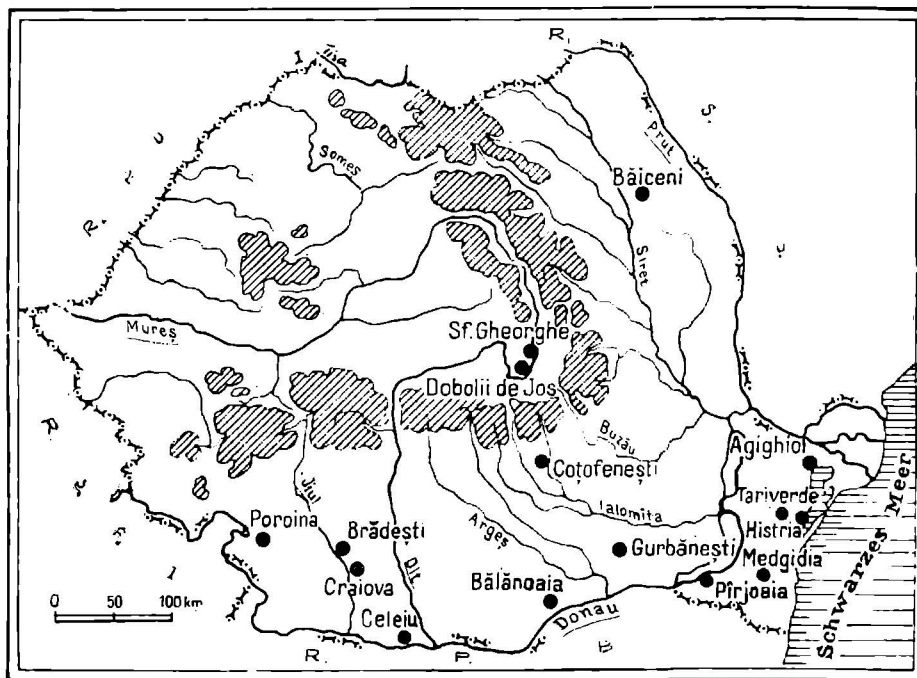 R.
I
Tisa
Prut
S.
Someș
Băiceni
Siret
Mureș
Sf. Gheorghe
Dobolii de Jos
Buzău
Agighiol
Coțofenești
Tariverde
Ialomița
Histria
Jiul
Poroina
Brădești
Argeș
Gurbănești
Medgidia
Craiova
Olt
Bălănoaia
Pîrjoaia
0 50 100 km
Celeiu
Donau
R. P. B
Schwarzes Meer